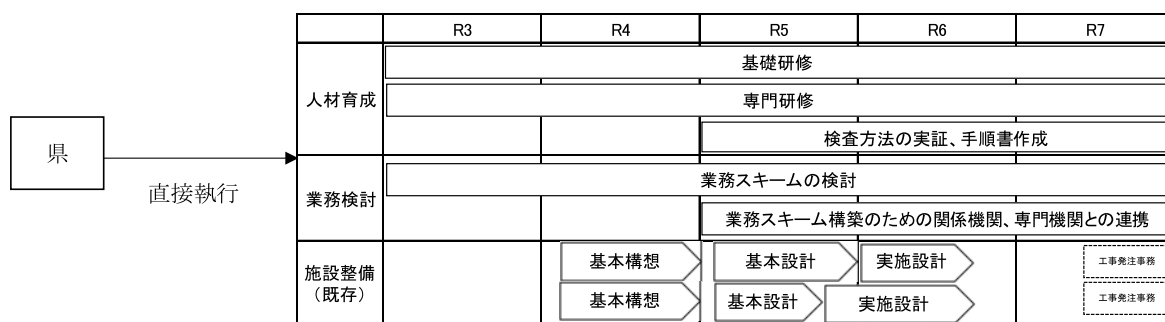 県
直接執行
R3
R4
R5
R6
R7
人材育成
基礎研修
専門研修
検査方法の実証、手順書作成
業務検討
業務スキームの検討
業務スキーム構築のための関係機関、専門機関との連携
施設整備
（既存）
基本構想
基本設計
実施設計
工事発注事務
基本構想
基本設計
実施設計
工事発注事務